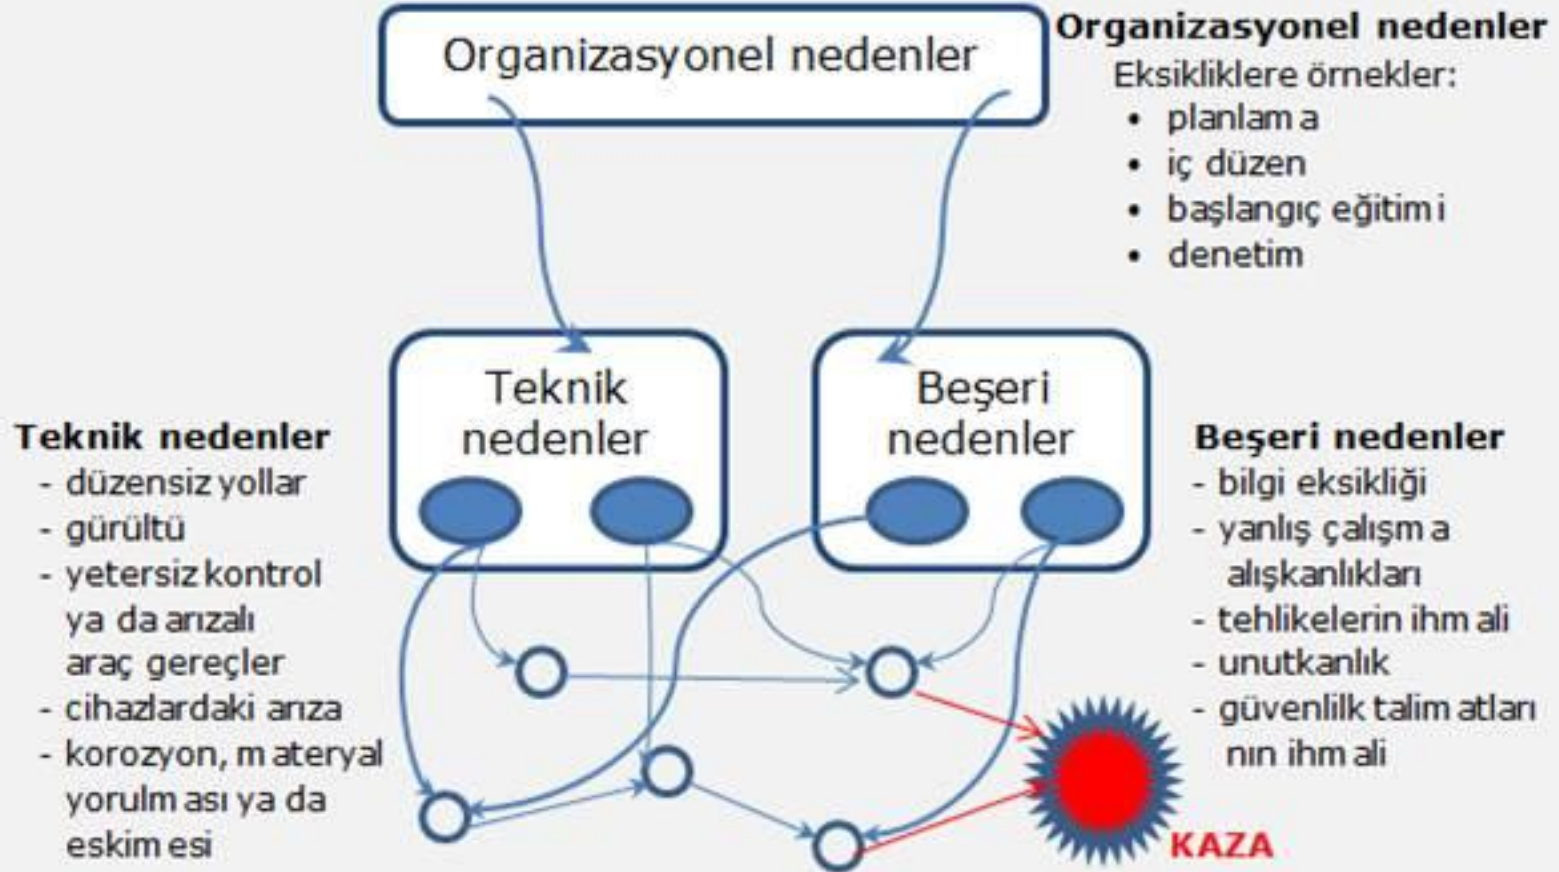 Organizasyonel nedenler
Organizasyonel nedenler
Eksikliklere örnekler:
• planlama
• iç düzen
• başlangıç eğitimi
• denetim
Teknik
nedenler
Beşeri
nedenler
Teknik nedenler
- düzensiz yollar
- gürültü
- yetersiz kontrol
ya da arızalı
araç gereçler
- cihazlardaki arıza
- korozyon, materyal
yorulması ya da
eskimesi
Beşeri nedenler
- bilgi eksikliği
- yanlış çalışma
alışkanlıkları
- tehlikelerin ihmali
- unutkanlık
- güvenlilk talimatları
nın ihmali
KAZA